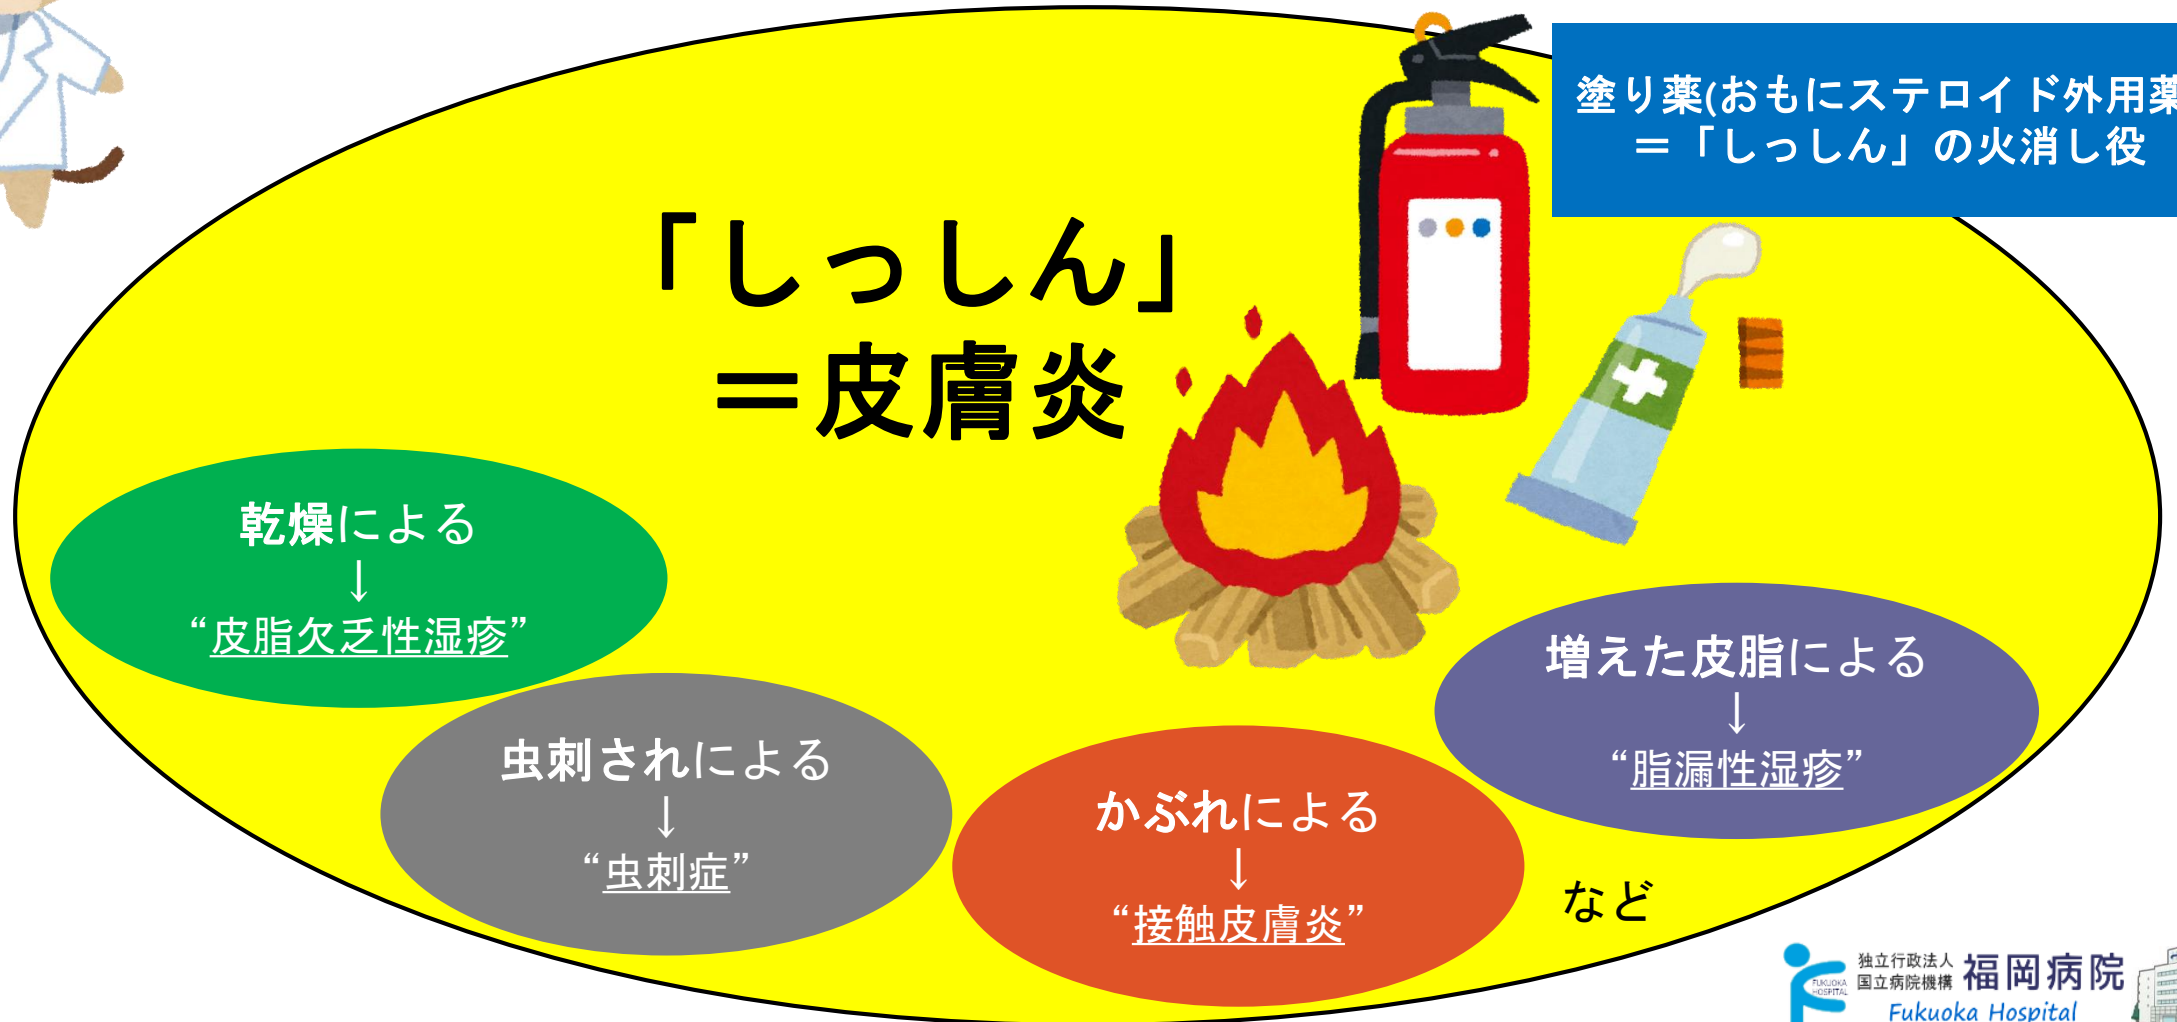 塗り薬(おもにステロイド外用薬
＝「しっしん」の火消し役
「しっしん」
＝皮膚炎
乾燥による
↓
“皮脂欠乏性湿疹”
虫刺されによる
↓
“虫刺症”
かぶれによる
↓
“接触皮膚炎”
増えた皮脂による
↓
“脂漏性湿疹”
など
FUKUOKA
HOSPITAL
独立行政法人
国立病院機構
福岡病院
Fukuoka Hospital